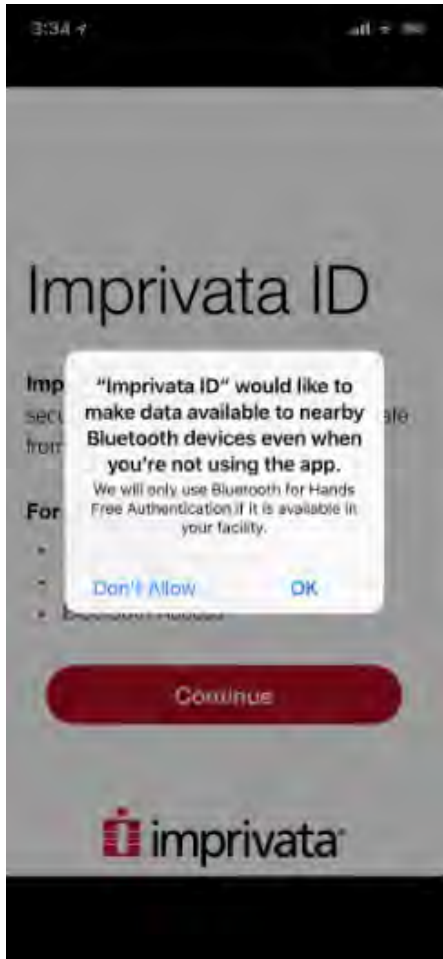 3:34
Imprivata ID
Imp
secu
from
For
"Imprivata ID" would like to
make data available to nearby
Bluetooth devices even when
you're not using the app.
We will only use Bluetooth for Hands
Free Authentication if it is available in
your facility.
Don't Allow
OK
Continue
imprivata